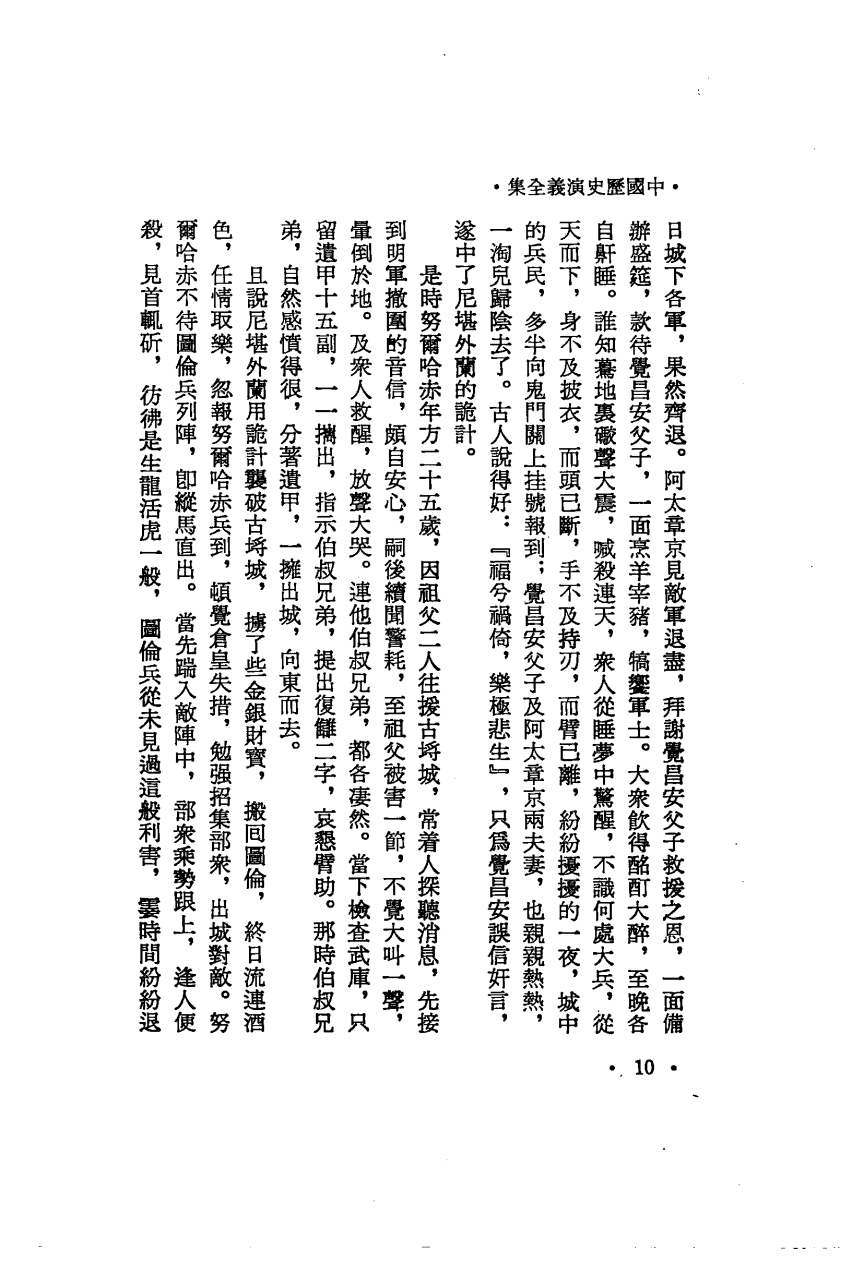 •中國歷史演義全集•
日城下各軍，果然齊退。阿太章京見敵軍退盡，拜謝覺昌安父子救援之恩，一面備
辦盛筵，款待覺昌安父子，一面烹羊宰豬，犒饗軍士。大衆飲得酩酊大醉，至晚各
自鼾睡。誰知驀地裏礮聲大震，喊殺連天，衆人從睡夢中驚醒，不識何處大兵，從
天而下，身不及披衣，而頭已斷，手不及持刃，而臂已離，紛紛擾擾的一夜，城中
的兵民，多半向鬼門關上挂號報到；覺昌安父子及阿太章京兩夫妻，也親親熱熱，
一淘兒歸陰去了。古人說得好：『福兮禍倚，樂極悲生』，只爲覺昌安誤信奸言，
遂中了尼堪外蘭的詭計。
是時努爾哈赤年方二十五歲，因祖父二人往援古埒城，常着人探聽消息，先接
到明軍撤圍的音信，頗自安心，嗣後續聞警耗，至祖父被害一節，不覺大叫一聲，
暈倒於地。及衆人救醒，放聲大哭。連他伯叔兄弟，都各凄然。當下檢查武庫，只
留遺甲十五副，一一攜出，指示伯叔兄弟，提出復讎二字，哀懇臂助。那時伯叔兄
弟，自然感憤得很，分著遺甲，一擁出城，向東而去。
且說尼堪外蘭用詭計襲破古埒城，擄了些金銀財寶，搬囘圖倫，終日流連酒
色，任情取樂，忽報努爾哈赤兵到，頓覺倉皇失措，勉强招集部衆，出城對敵。努
爾哈赤不待圖倫兵列陣，卽縱馬直出。當先踹入敵陣中，部衆乘勢跟上，逢人便
殺，見首輒斫，彷彿是生龍活虎一般，圖倫兵從未見過這般利害，霎時間紛紛退
• 10 •